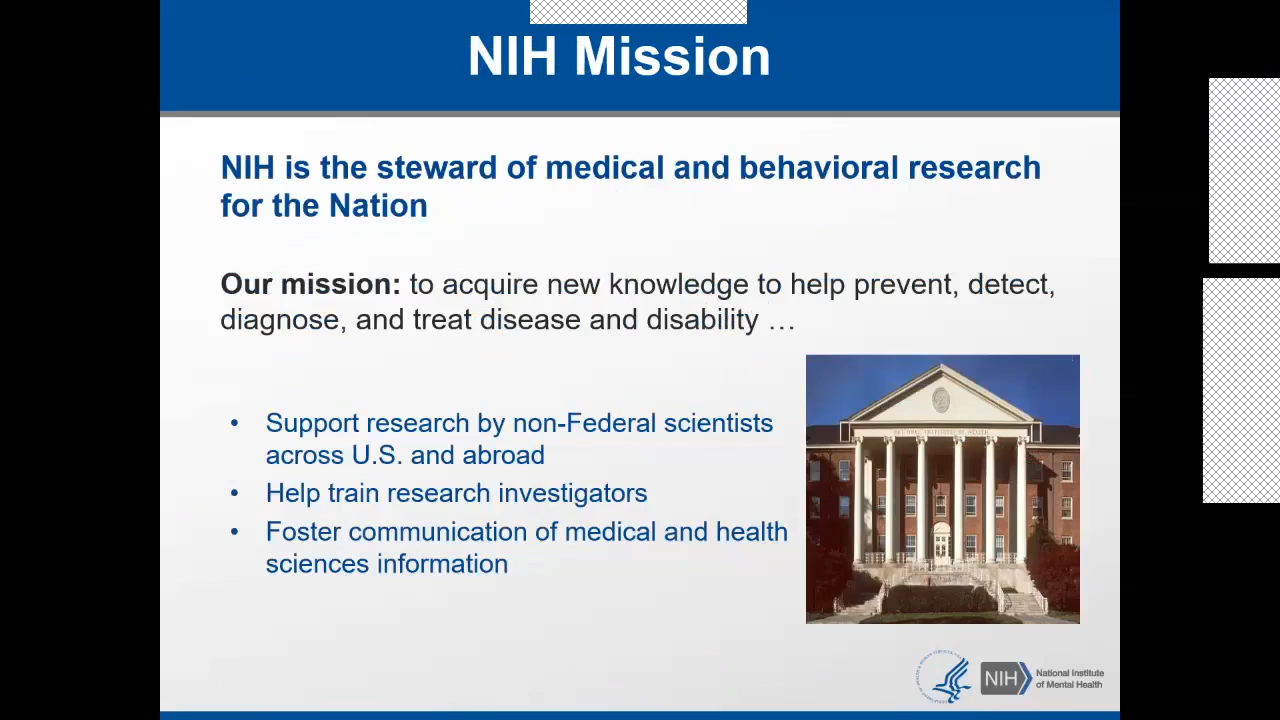 NIH Mission
NIH is the steward of medical and behavioral research
for the Nation
Our mission: to acquire new knowledge to help prevent, detect,
diagnose, and treat disease and disability …
• Support research by non-Federal scientists
across U.S. and abroad
• Help train research investigators
• Foster communication of medical and health
sciences information
NIH
National Institute
of Mental Health